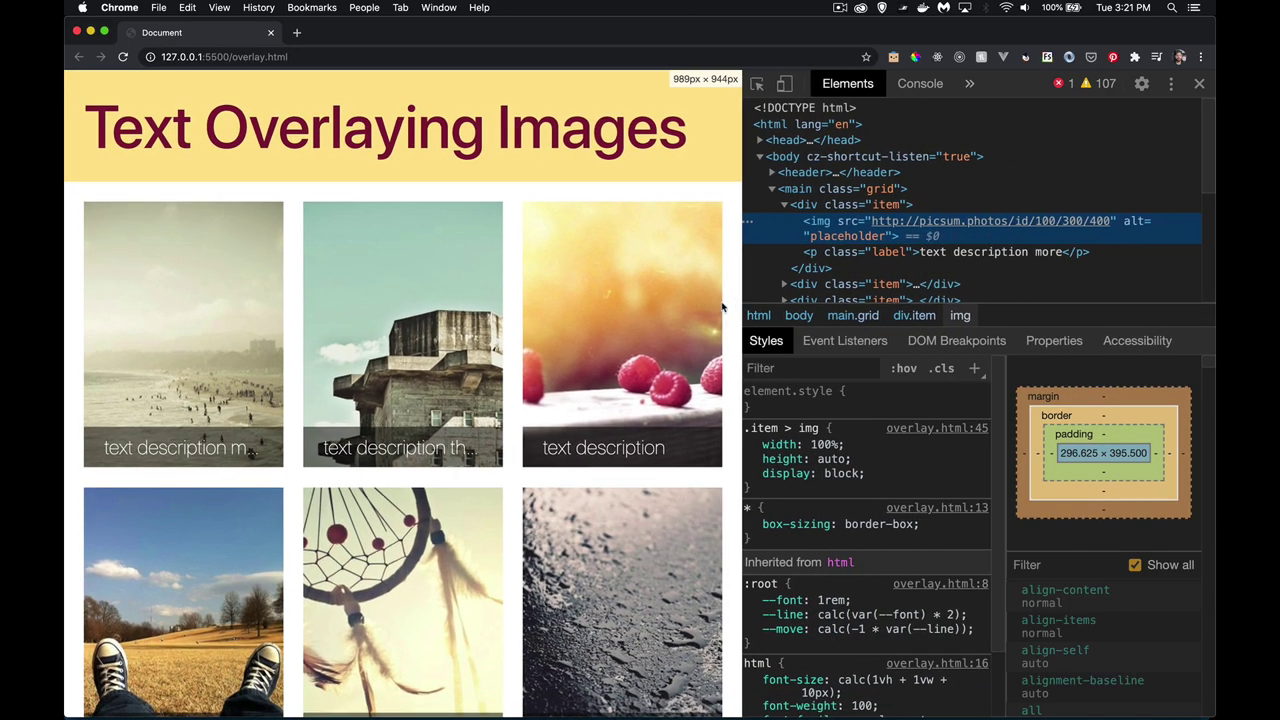 Chrome File Edit View History Bookmarks People Tab Window Help 100% Tue 3:21 PM
Document
127.0.0.1:5500/overlay.html
989px × 944px
Text Overlaying Images
text description m...
text description th...
text description
Elements Console 1 107
<!DOCTYPE html>
<html lang="en">
<head>…</head>
<body cz-shortcut-listen="true">
<header>…</header>
<main class="grid">
<div class="item">
<img src="http://picsum.photos/id/100/300/400" alt=
"placeholder"> == $0
<p class="label">text description more</p>
</div>
<div class="item">…</div>
<div class="item">…</div>
html body main.grid div.item img
Styles Event Listeners DOM Breakpoints Properties Accessibility
Filter :hov .cls
element.style {
}
.item > img { overlay.html:45
width: 100%;
height: auto;
display: block;
}
* { overlay.html:13
box-sizing: border-box;
}
Inherited from html
:root { overlay.html:8
--font: 1rem;
--line: calc(var(--font) * 2);
--move: calc(-1 * var(--line));
}
html { overlay.html:16
font-size: calc(1vh + 1vw +
10px);
font-weight: 100;
margin -
border -
padding -
- - - 296.625 × 395.500 - - -
-
-
-
Filter Show all
align-content
normal
align-items
normal
align-self
auto
alignment-baseline
auto
all